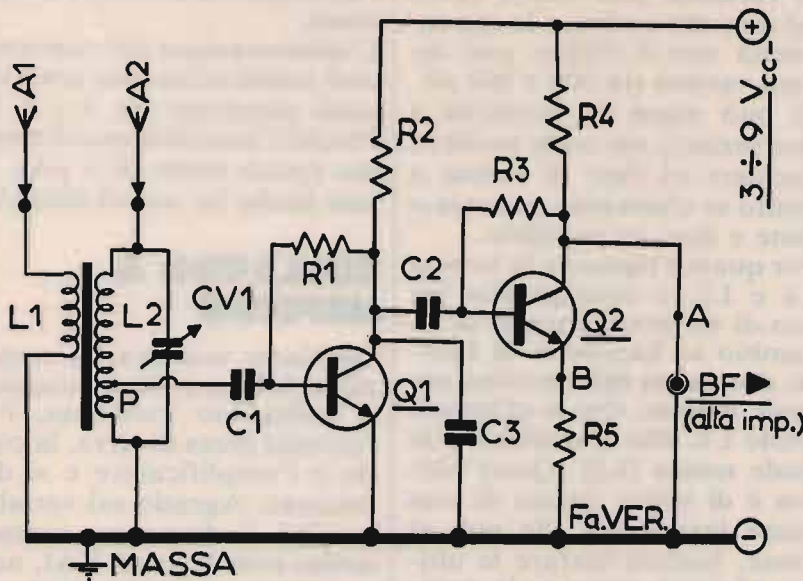 A1
A2
R2
R4
3÷9 Vcc-
R3
R1
C2
L1
L2
CV1
P
C1
Q1
Q2
A
B
BF
(alta imp.)
C3
R5
Fa.VER.
MASSA